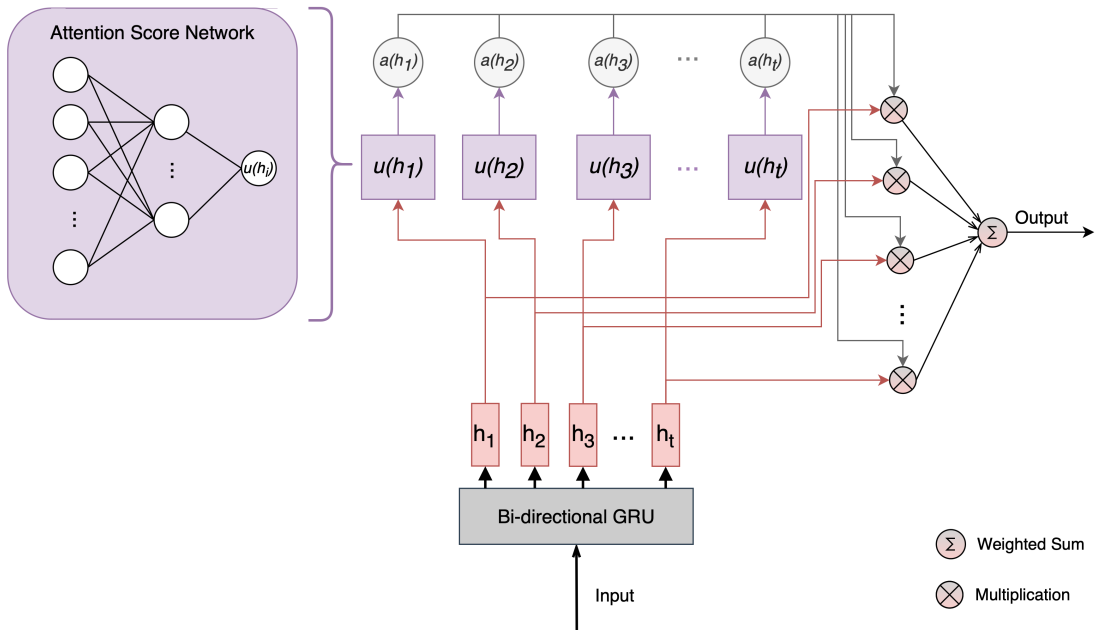 Attention Score Network
u(hᵢ)
a(h₁) a(h₂) a(h₃) ... a(hₜ)
u(h₁) u(h₂) u(h₃) ... u(hₜ)
Σ Output
h₁ h₂ h₃ ... hₜ
Bi-directional GRU
Input
Σ Weighted Sum
Multiplication